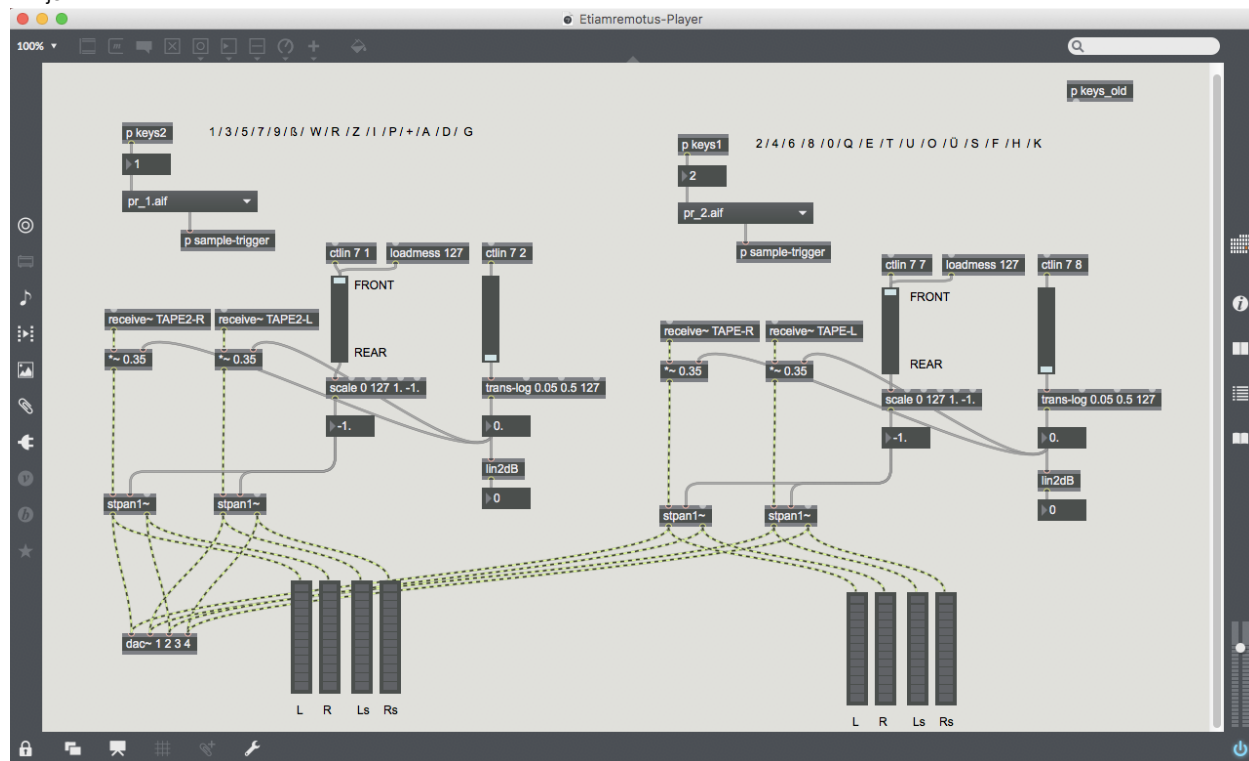 Etiamremotus-Player
100%
p keys_old
p keys2
1/3/5/7/9/ß/ W/R /Z /I /P/+/A /D/ G
1
pr_1.aif
p sample-trigger
ctlin 7 1
loadmess 127
ctlin 7 2
FRONT
receive~ TAPE2-R
receive~ TAPE2-L
REAR
*~ 0.35
*~ 0.35
scale 0 127 1. -1.
trans-log 0.05 0.5 127
-1.
0.
lin2dB
0
stpan1~
stpan1~
dac~ 1 2 3 4
L R Ls Rs
p keys1
2/4/6 /8 /0/Q /E /T /U /O /Ü /S /F /H /K
2
pr_2.aif
p sample-trigger
ctlin 7 7
loadmess 127
ctlin 7 8
FRONT
receive~ TAPE-R
receive~ TAPE-L
REAR
*~ 0.35
*~ 0.35
scale 0 127 1. -1.
trans-log 0.05 0.5 127
-1.
0.
lin2dB
0
stpan1~
stpan1~
L R Ls Rs